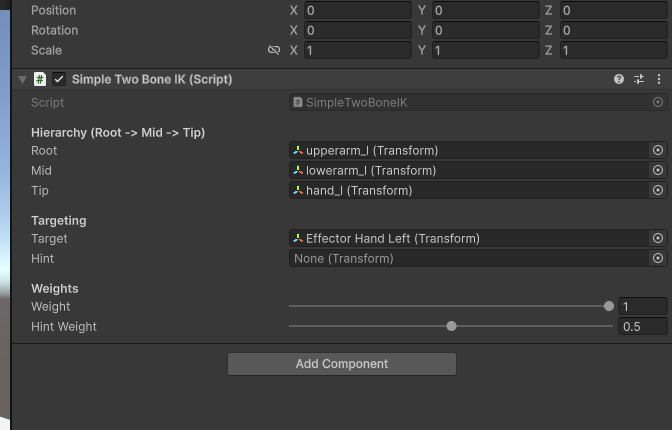 Position X 0 Y 0 Z 0
Rotation X 0 Y 0 Z 0
Scale X 1 Y 1 Z 1
# Simple Two Bone IK (Script)
Script SimpleTwoBoneIK
Hierarchy (Root -> Mid -> Tip)
Root upperarm_l (Transform)
Mid lowerarm_l (Transform)
Tip hand_l (Transform)
Targeting
Target Effector Hand Left (Transform)
Hint None (Transform)
Weights
Weight 1
Hint Weight 0.5
Add Component